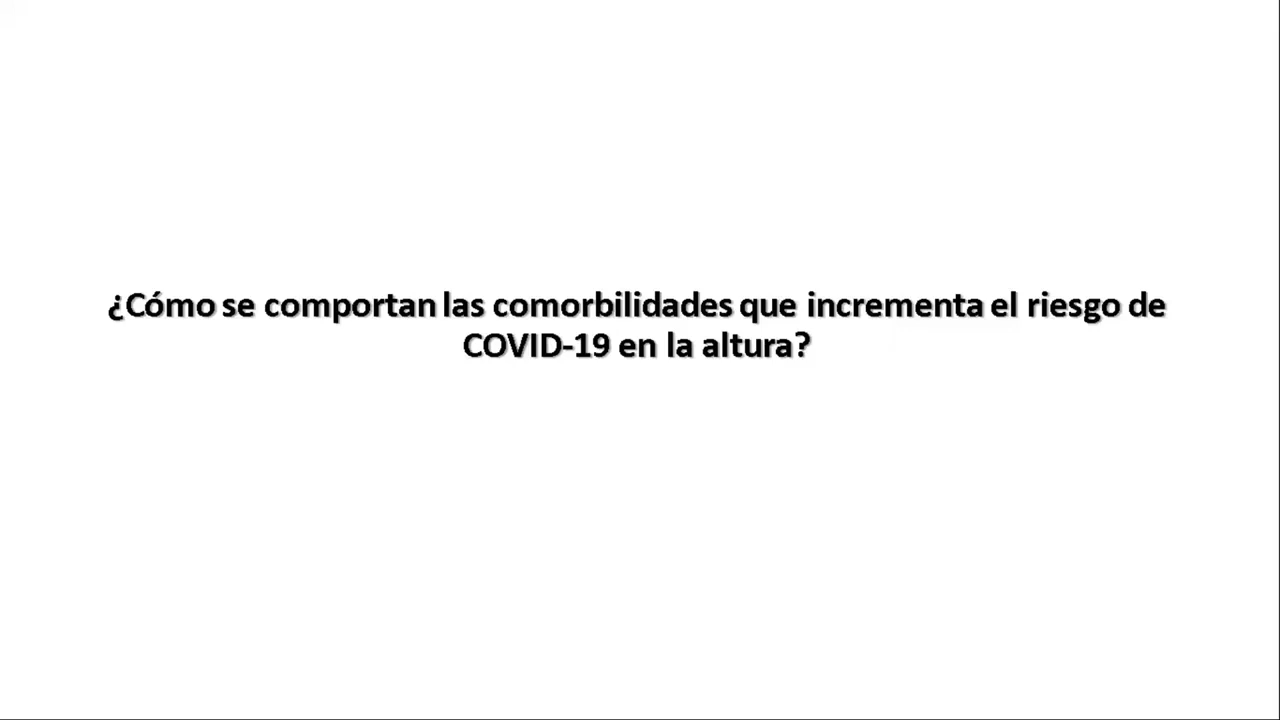 ¿Cómo se comportan las comorbilidades que incrementa el riesgo de
COVID-19 en la altura?